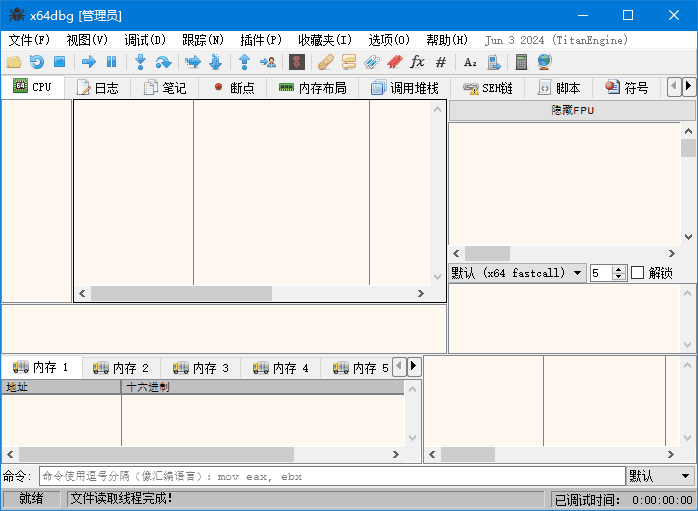 x64dbg [管理员]
文件(F) 视图(V) 调试(D) 跟踪(N) 插件(P) 收藏夹(I) 选项(O) 帮助(H) Jun 3 2024 (TitanEngine)
fx # A₂
CPU 日志 笔记 断点 内存布局 调用堆栈 SEH链 脚本 符号
隐藏FPU
默认 (x64 fastcall) 5 解锁
内存 1 内存 2 内存 3 内存 4 内存 5
地址 十六进制
命令: 命令使用逗号分隔（像汇编语言）: mov eax, ebx 默认
就绪 文件读取线程完成! 已调试时间: 0:00:00:00